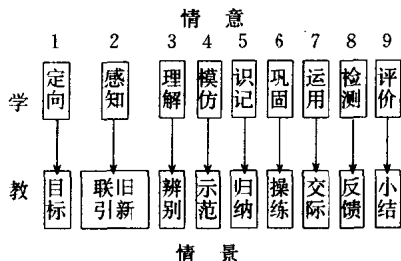 情意
1 2 3 4 5 6 7 8 9
学 定向 感知 理解 模仿 识记 巩固 运用 检测 评价
教 目标 联旧引新 辨别 示范 归纳 操练 交际 反馈 小结
情景